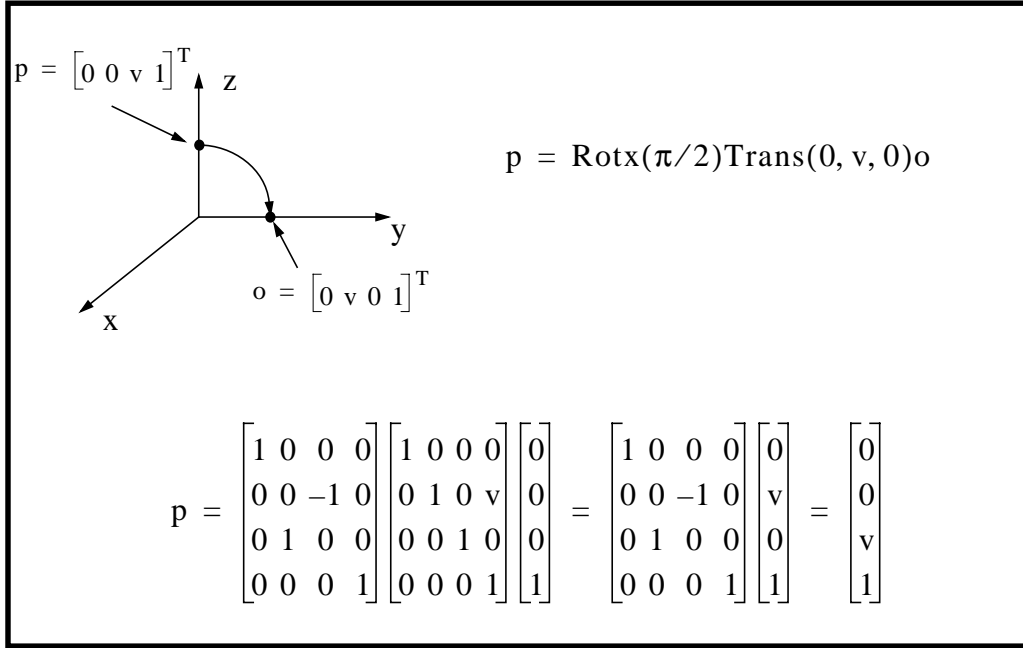 p = [0 0 v 1]^T
z
p = Rotx(π/2)Trans(0, v, 0)o
y
o = [0 v 0 1]^T
x
1 0 0 0 1 0 0 0 0 1 0 0 0 0 0
0 0 –1 0 0 1 0 v 0 0 0 –1 0 v 0
p = = =
0 1 0 0 0 0 1 0 0 0 1 0 0 0 v
0 0 0 1 0 0 0 1 1 0 0 0 1 1 1